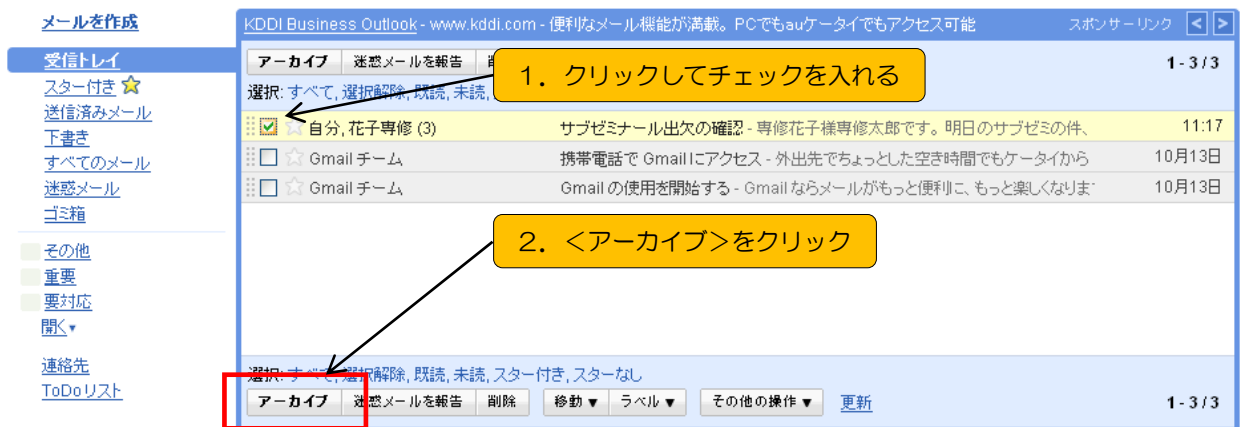 メールを作成
KDDI Business Outlook - www.kddi.com - 便利なメール機能が満載。PCでもauケータイでもアクセス可能 スポンサーリンク < >
受信トレイ
スター付き
送信済みメール
下書き
すべてのメール
迷惑メール
ゴミ箱
その他
重要
要対応
開く▼
連絡先
ToDoリスト
アーカイブ 迷惑メールを報告 1 - 3 / 3
1．クリックしてチェックを入れる
選択: すべて, 選択解除, 既読, 未読,
自分, 花子専修 (3) サブゼミナール出欠の確認 - 専修花子様専修太郎です。明日のサブゼミの件、 11:17
Gmail チーム 携帯電話で Gmail にアクセス - 外出先でちょっとした空き時間でもケータイから 10月13日
Gmail チーム Gmail の使用を開始する - Gmail ならメールがもっと便利に、もっと楽しくなりま 10月13日
2．＜アーカイブ＞をクリック
選択: すべて, 選択解除, 既読, 未読, スター付き, スターなし
アーカイブ 迷惑メールを報告 削除 移動 ▼ ラベル ▼ その他の操作 ▼ 更新 1 - 3 / 3